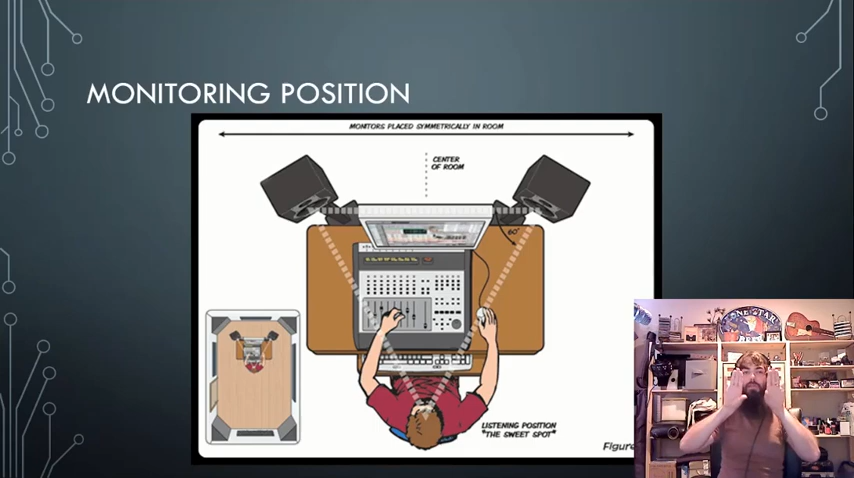 MONITORING POSITION
MONITORS PLACED SYMMETRICALLY IN ROOM
CENTER
OF ROOM
60°
LISTENING POSITION
"THE SWEET SPOT"
Figure